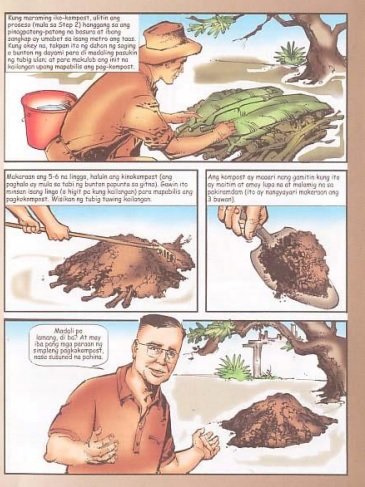 Kung maraming iko-kompost, ulitin ang
proseso (mula sa Step 2) hanggang sa ang
pinagpatong-patong na basura at ibang
sangkap ay umabot sa isang metro ang taas.
Kung okey na, takpan ito ng dahon ng saging
o bunton ng dayami para di madaling pasukin
ng tubig ulan; at para makulob ang init na
kailangan upang mapabilis ang pag-kompost.
Makaraan ang 5-6 na linggo, haluin ang kinokompost (ang
paghalo ay mula sa tabi ng bunton papunta sa gitna). Gawin ito
minsan isang linggo (o higit pa kung kailangan) para mapabilis ang
pagkokompost. Wisikan ng tubig tuwing kailangan.
Ang kompost ay maaari nang gamitin kung ito
ay maitim at amoy lupa na at malamig na sa
pakiramdam (ito ay nangyayari makaraan ang
3 buwan).
Madali po
lamang, di ba? At may
iba pang mga paraan ng
simpleng pagkokompost,
nasa susunod na pahina.